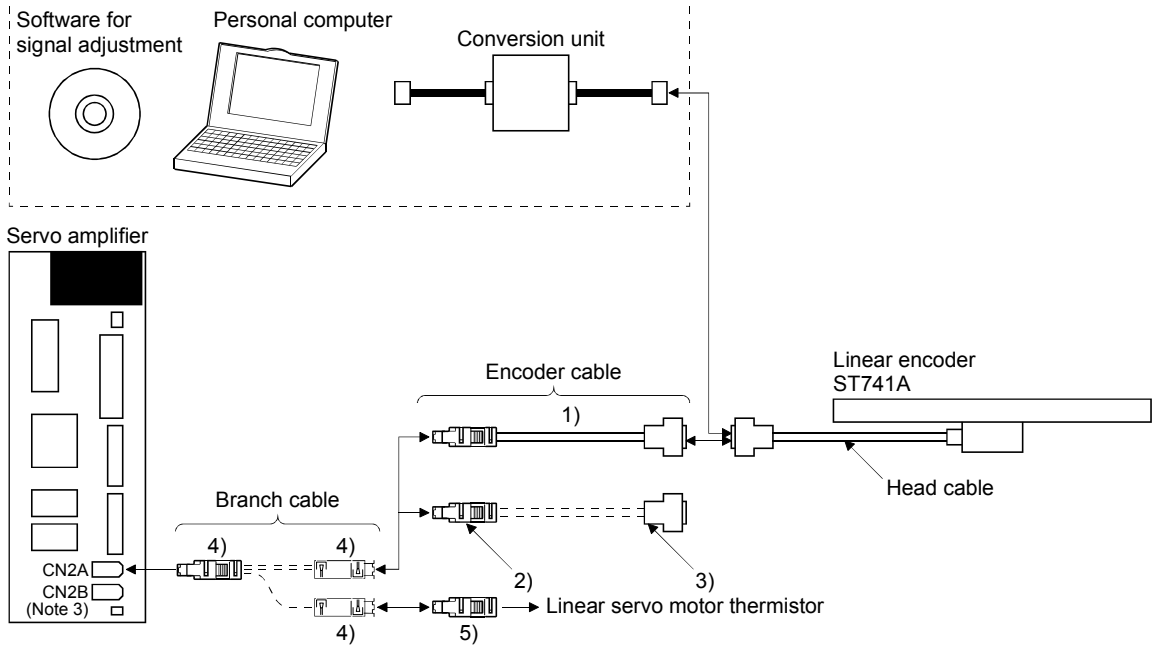 Software for
signal adjustment
Personal computer
Conversion unit
Servo amplifier
Linear encoder
ST741A
Encoder cable
1)
Head cable
Branch cable
4)
4)
2)
3)
CN2A
CN2B
(Note 3)
Linear servo motor thermistor
4)
5)